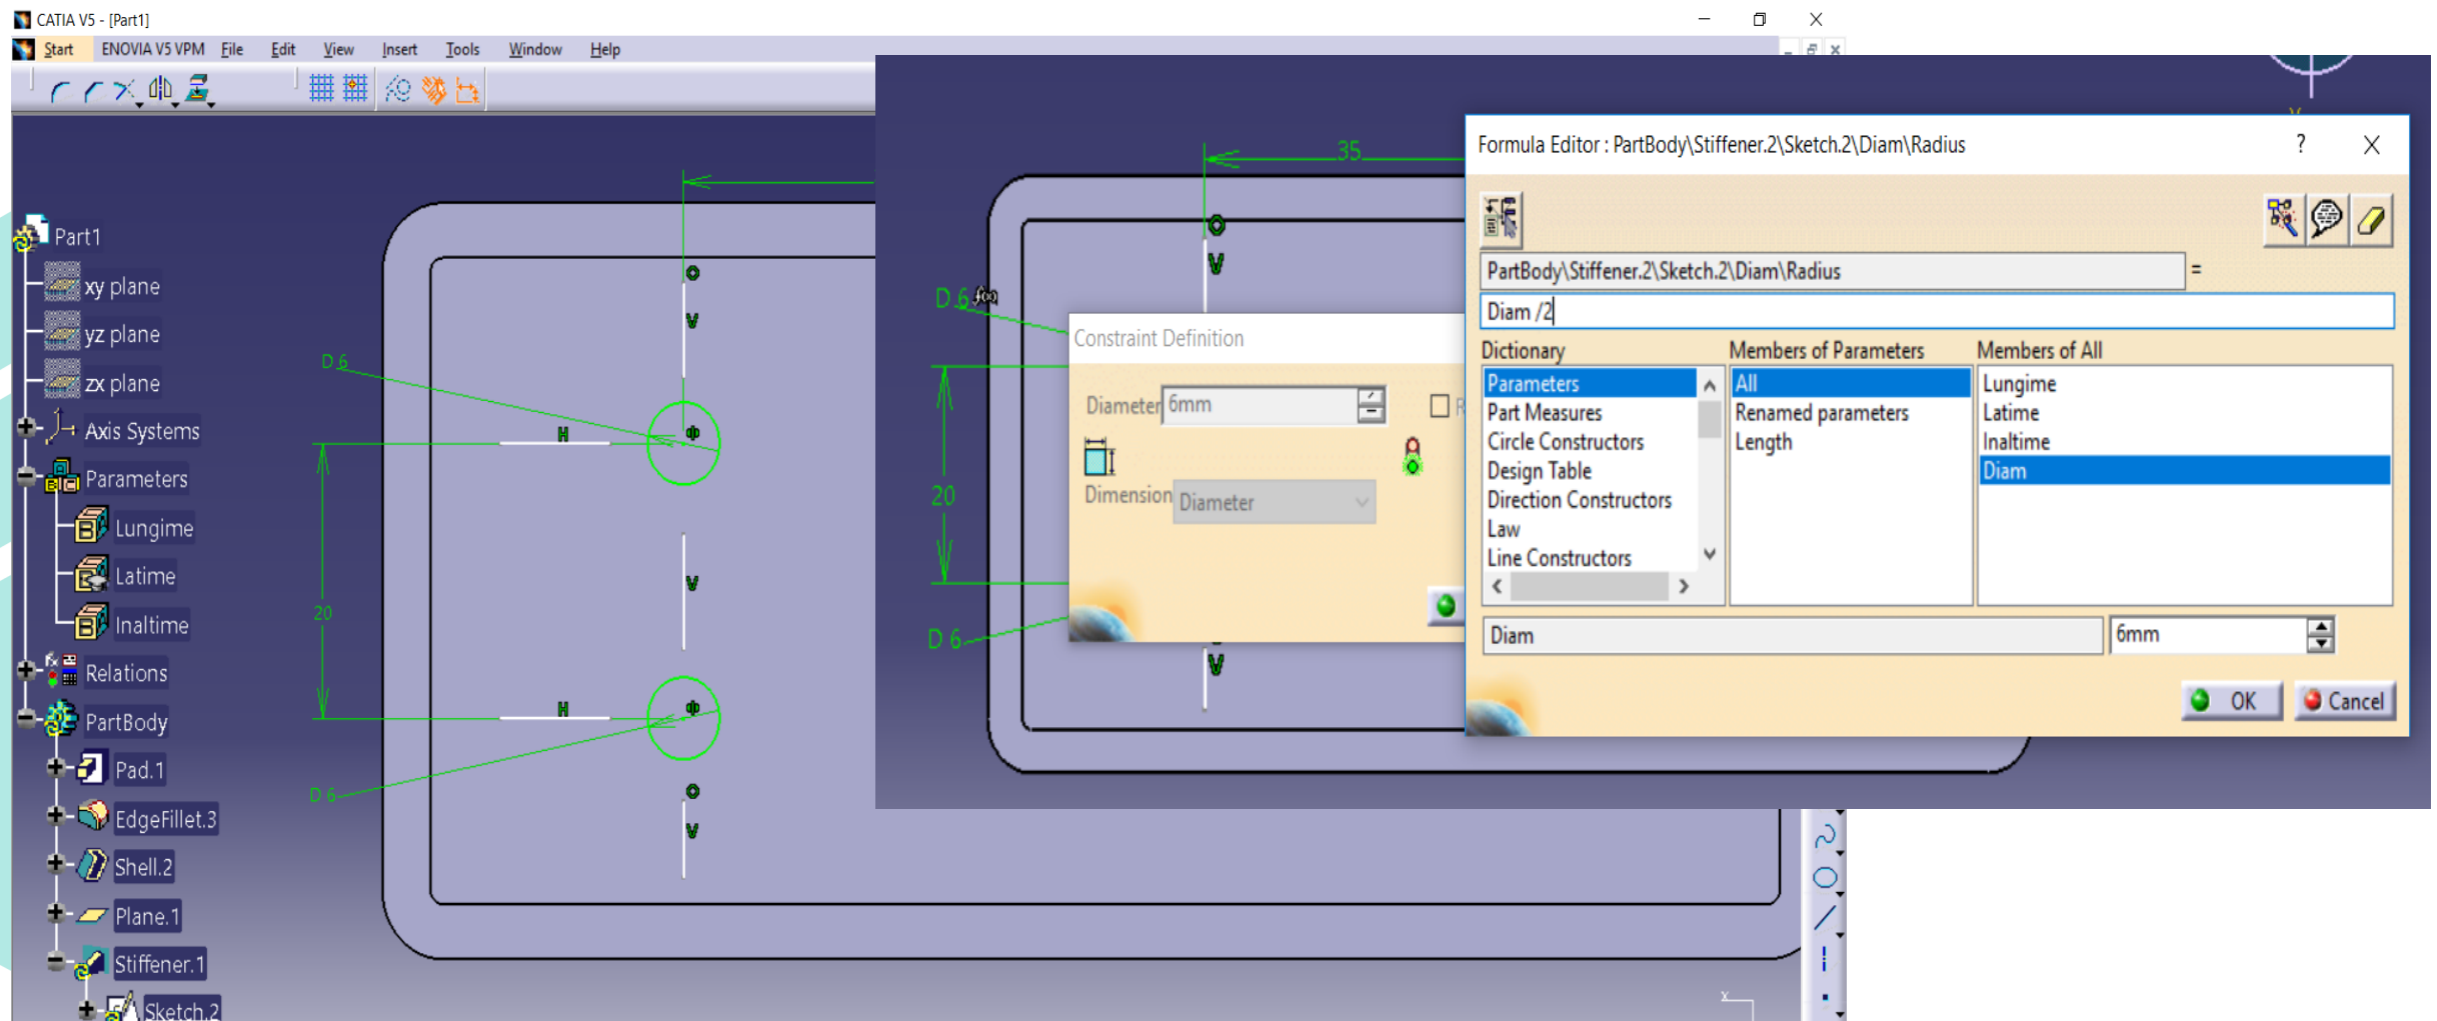 CATIA V5 - [Part1]
Start ENOVIA V5 VPM File Edit View Insert Tools Window Help
Part1
xy plane
yz plane
zx plane
Axis Systems
Parameters
Lungime
Latime
Inaltime
Relations
PartBody
Pad.1
EdgeFillet.3
Shell.2
Plane.1
Stiffener.1
Sketch.2
D 6
H
V
20
V
H
D 6
V
x
35
V
D 6 f(x)
20
D 6
V
Constraint Definition
Diameter 6mm
R
Dimension Diameter
Formula Editor : PartBody\Stiffener.2\Sketch.2\Diam\Radius ?
PartBody\Stiffener.2\Sketch.2\Diam\Radius =
Diam /2
Dictionary Members of Parameters Members of All
Parameters All Lungime
Part Measures Renamed parameters Latime
Circle Constructors Length Inaltime
Design Table Diam
Direction Constructors
Law
Line Constructors
Diam 6mm
OK Cancel